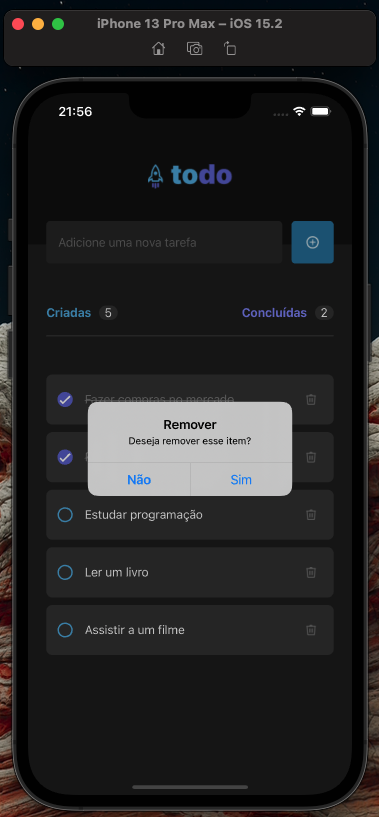 iPhone 13 Pro Max – iOS 15.2
21:56
todo
Adicione uma nova tarefa
Criadas 5
Concluídas 2
Fazer compras no mercado
Remover
Deseja remover esse item?
Não
Sim
Estudar programação
Ler um livro
Assistir a um filme